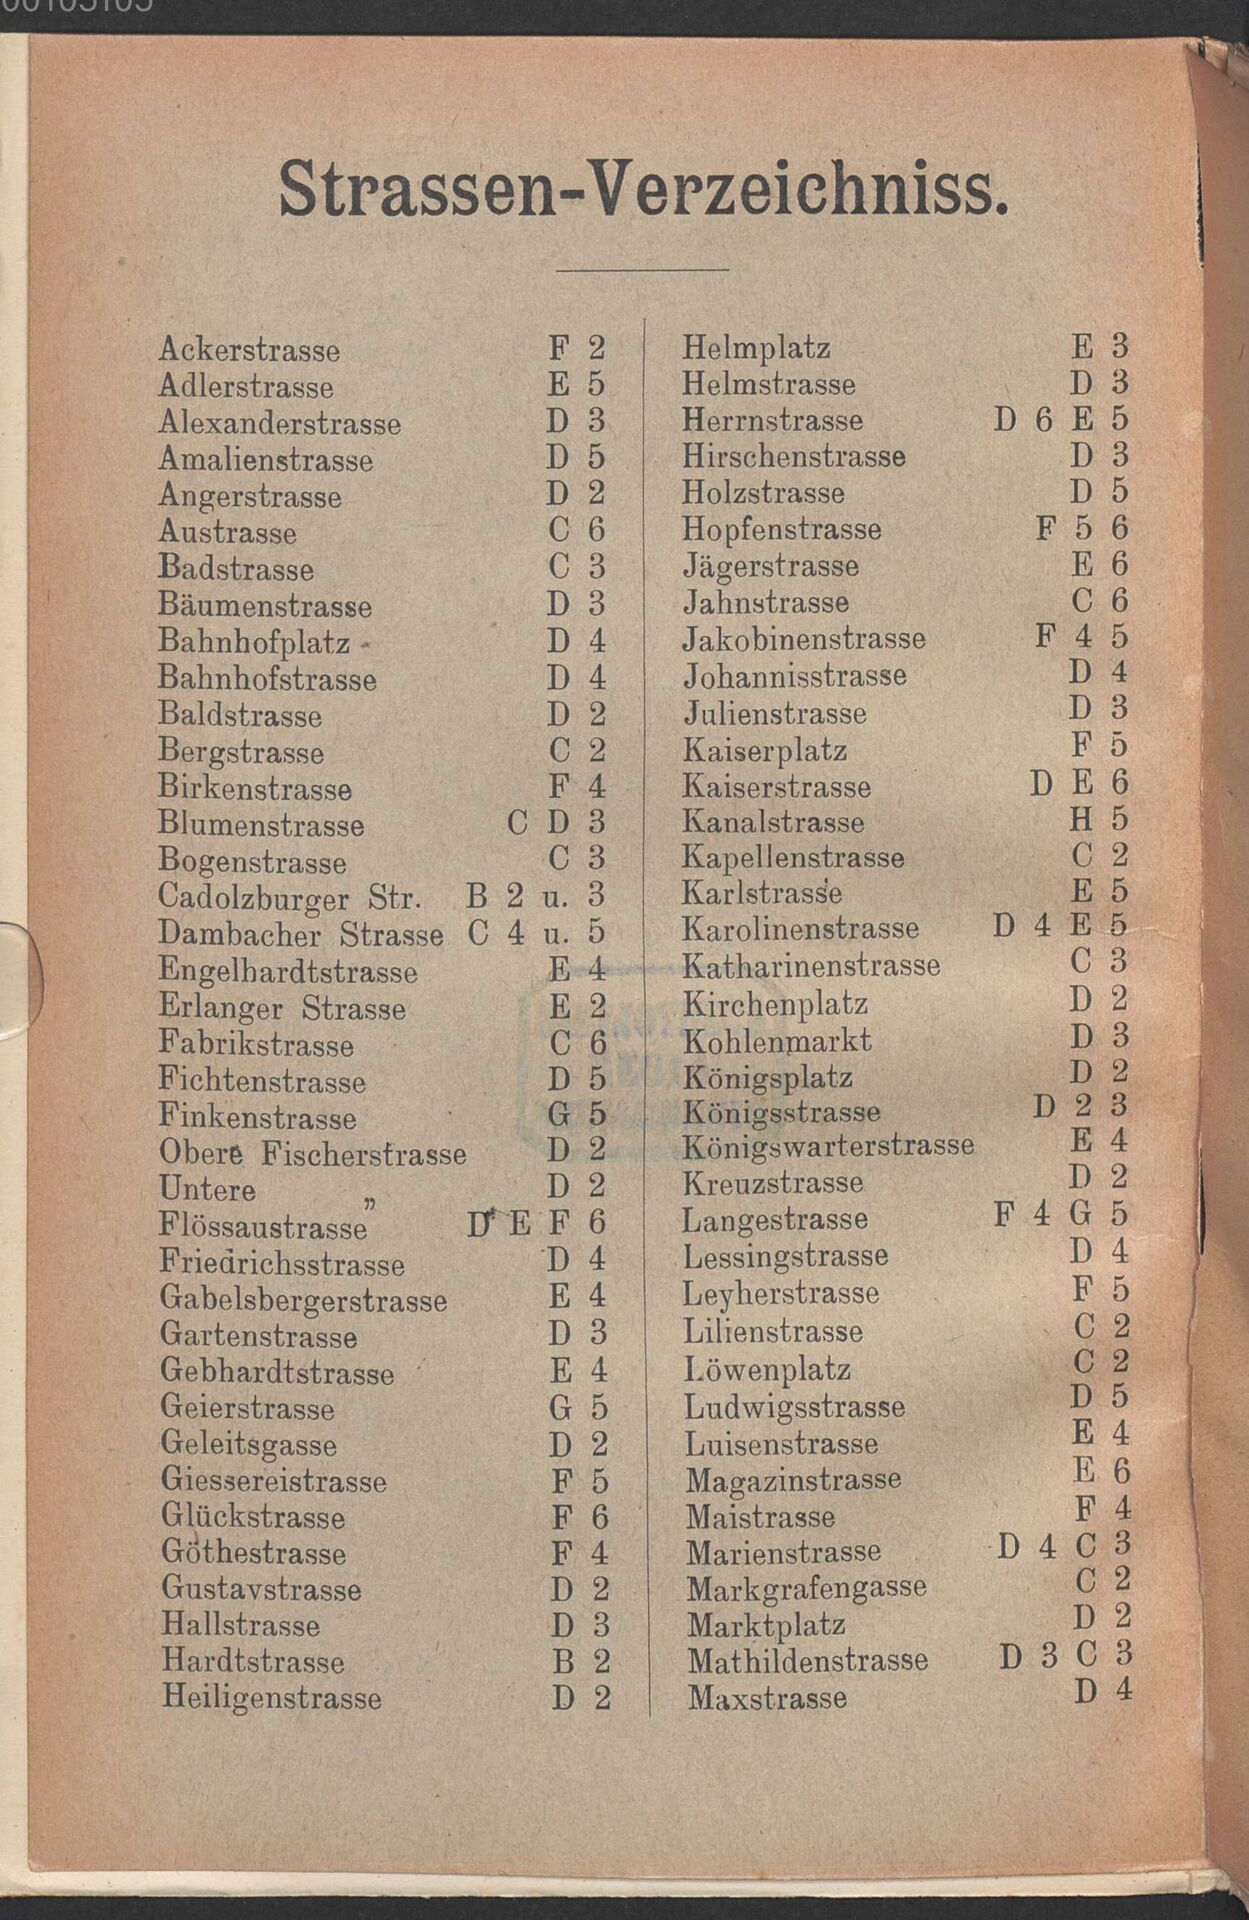 Strassen-Verzeichniss.
Ackerstrasse F 2
Adlerstrasse E 5
Alexanderstrasse D 3
Amalienstrasse D 5
Angerstrasse D 2
Austrasse C 6
Badstrasse C 3
Bäumenstrasse D 3
Bahnhofplatz D 4
Bahnhofstrasse D 4
Baldstrasse D 2
Bergstrasse C 2
Birkenstrasse F 4
Blumenstrasse C D 3
Bogenstrasse C 3
Cadolzburger Str. B 2 u. 3
Dambacher Strasse C 4 u. 5
Engelhardtstrasse E 4
Erlanger Strasse E 2
Fabrikstrasse C 6
Fichtenstrasse D 5
Finkenstrasse G 5
Obere Fischerstrasse D 2
Untere „ D 2
Flössaustrasse D E F 6
Friedrichsstrasse D 4
Gabelsbergerstrasse E 4
Gartenstrasse D 3
Gebhardtstrasse E 4
Geierstrasse G 5
Geleitsgasse D 2
Giessereistrasse F 5
Glückstrasse F 6
Göthestrasse F 4
Gustavstrasse D 2
Hallstrasse D 3
Hardtstrasse B 2
Heiligenstrasse D 2
Helmplatz E 3
Helmstrasse D 3
Herrnstrasse D 6 E 5
Hirschenstrasse D 3
Holzstrasse D 5
Hopfenstrasse F 5 6
Jägerstrasse E 6
Jahnstrasse C 6
Jakobinenstrasse F 4 5
Johannisstrasse D 4
Julienstrasse D 3
Kaiserplatz F 5
Kaiserstrasse D E 6
Kanalstrasse H 5
Kapellenstrasse C 2
Karlstrasse E 5
Karolinenstrasse D 4 E 5
Katharinenstrasse C 3
Kirchenplatz D 2
Kohlenmarkt D 3
Königsplatz D 2
Königsstrasse D 2 3
Königswarterstrasse E 4
Kreuzstrasse D 2
Langestrasse F 4 G 5
Lessingstrasse D 4
Leyherstrasse F 5
Lilienstrasse C 2
Löwenplatz C 2
Ludwigsstrasse D 5
Luisenstrasse E 4
Magazinstrasse E 6
Maistrasse F 4
Marienstrasse D 4 C 3
Markgrafengasse C 2
Marktplatz D 2
Mathildenstrasse D 3 C 3
Maxstrasse D 4